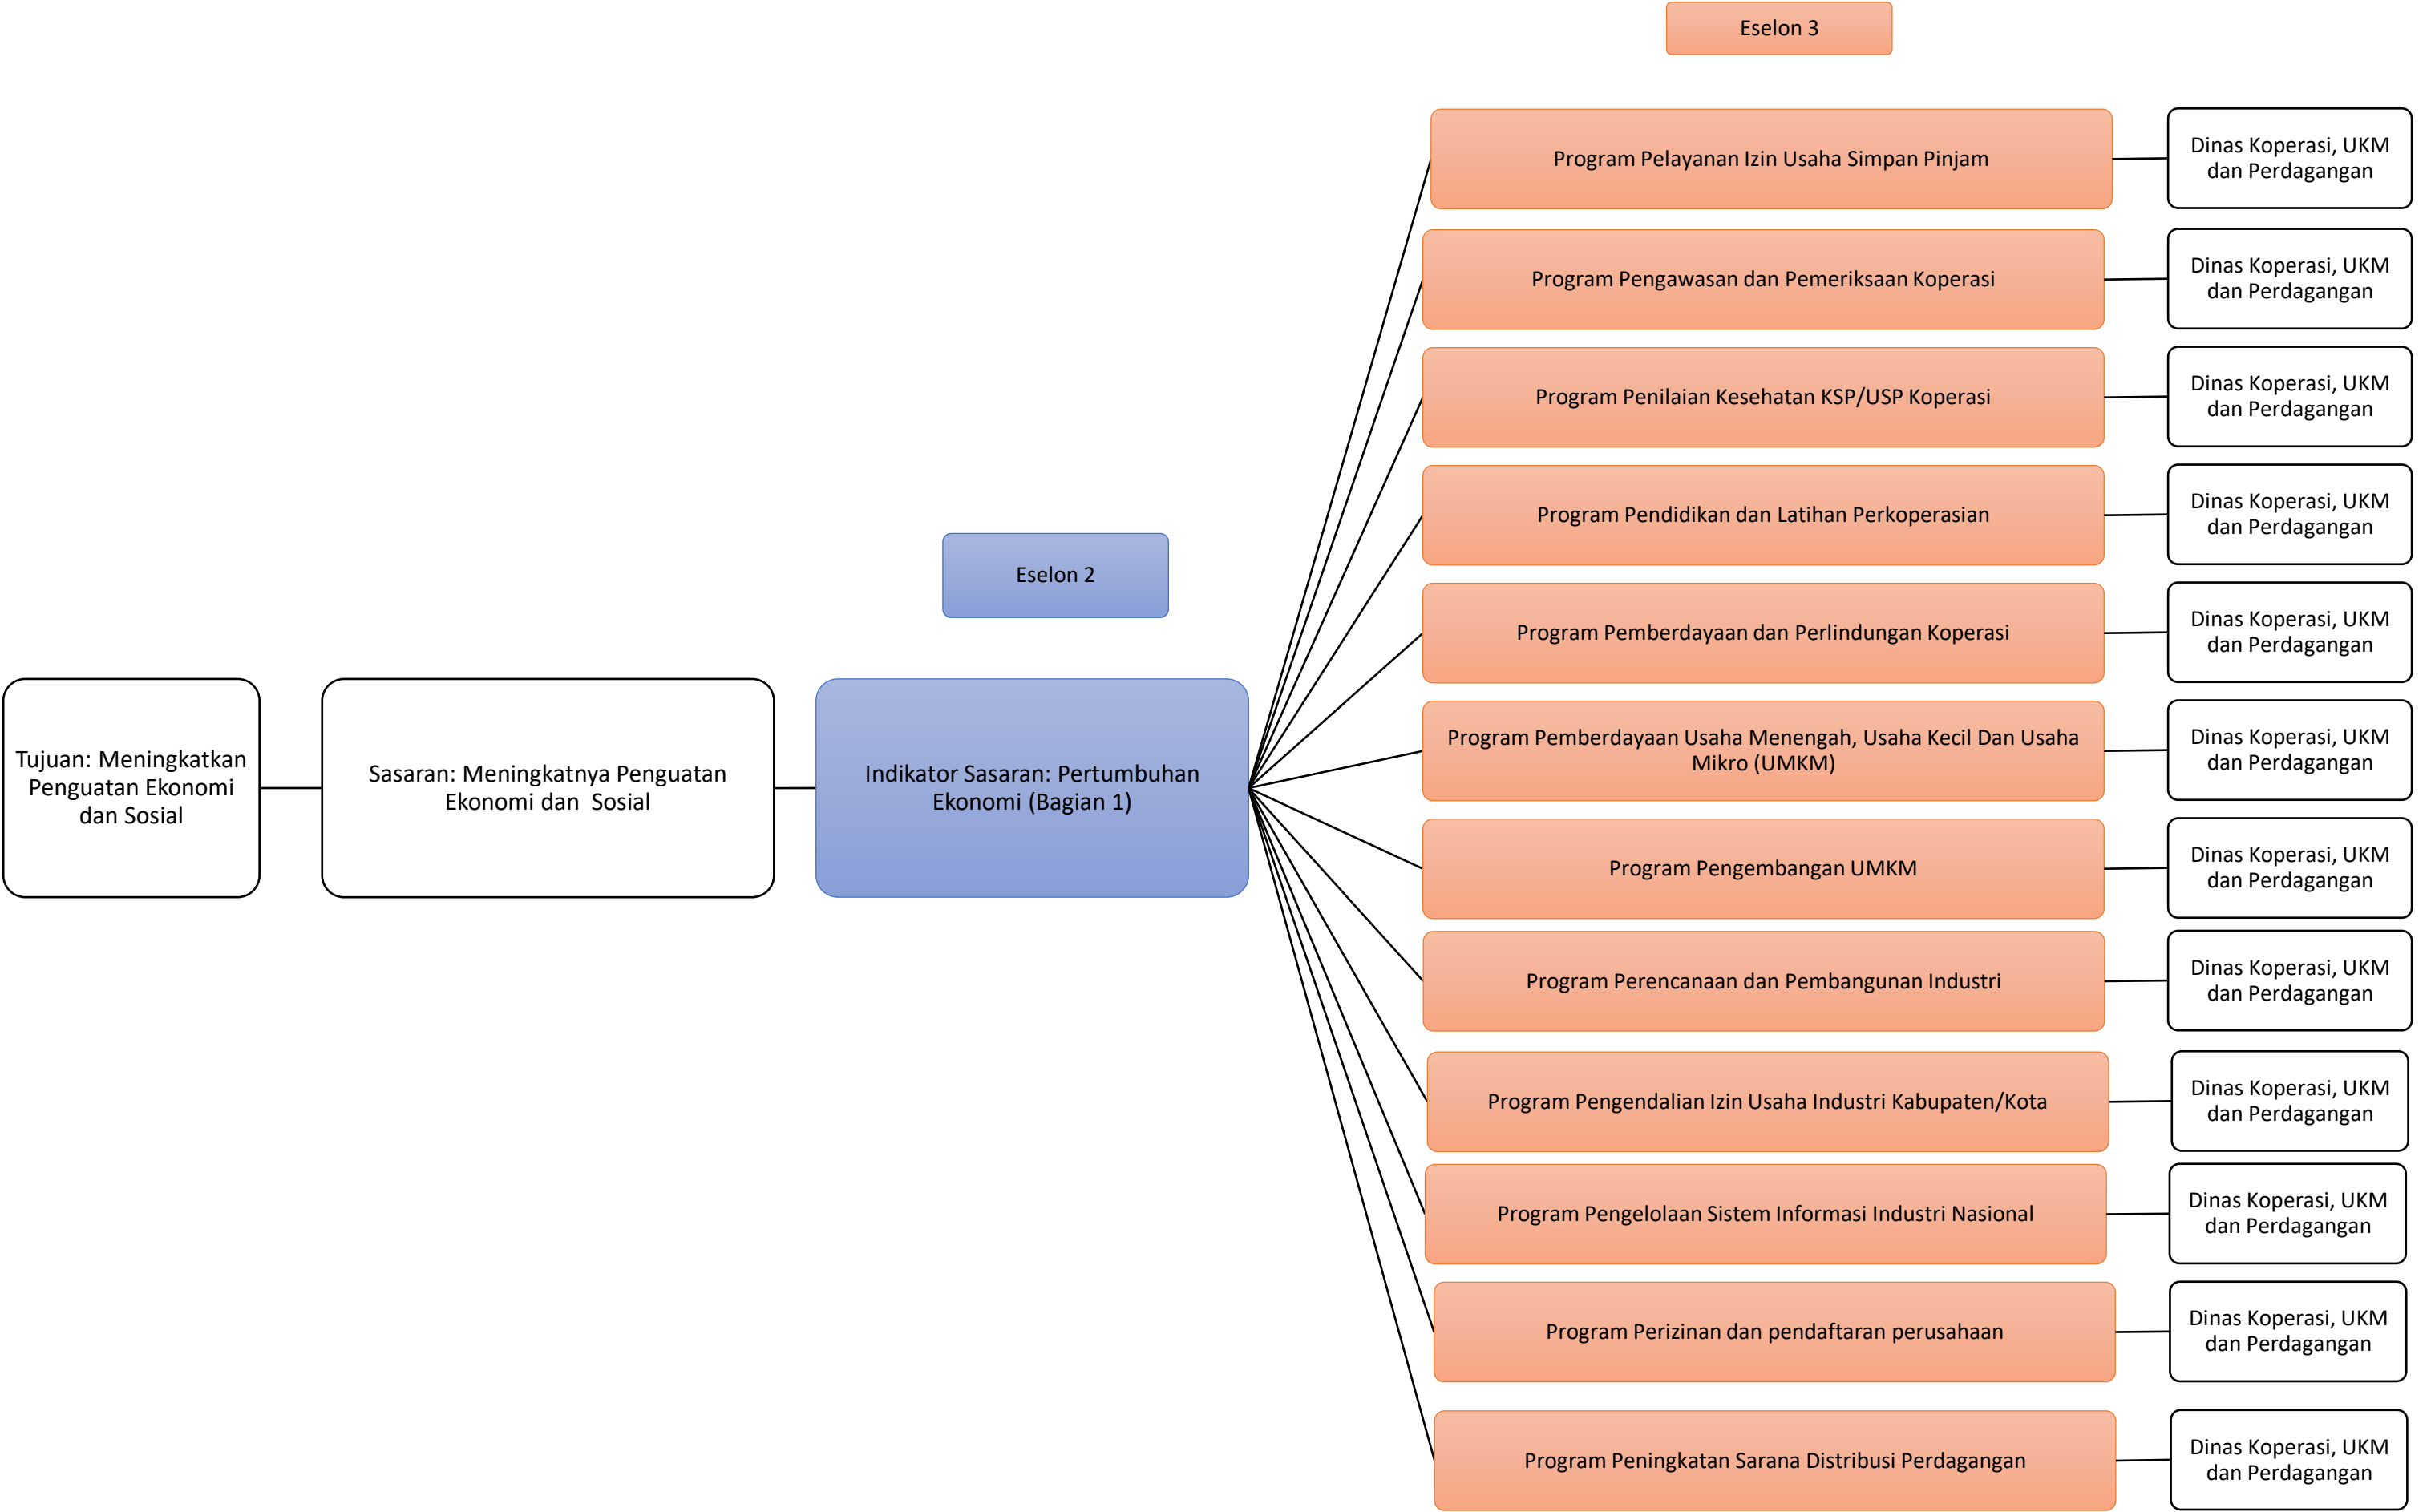 Eselon 3
Program Pelayanan Izin Usaha Simpan Pinjam
Dinas Koperasi, UKM
dan Perdagangan
Program Pengawasan dan Pemeriksaan Koperasi
Dinas Koperasi, UKM
dan Perdagangan
Program Penilaian Kesehatan KSP/USP Koperasi
Dinas Koperasi, UKM
dan Perdagangan
Program Pendidikan dan Latihan Perkoperasian
Dinas Koperasi, UKM
dan Perdagangan
Eselon 2
Program Pemberdayaan dan Perlindungan Koperasi
Dinas Koperasi, UKM
dan Perdagangan
Tujuan: Meningkatkan
Penguatan Ekonomi
dan Sosial
Sasaran: Meningkatnya Penguatan
Ekonomi dan  Sosial
Indikator Sasaran: Pertumbuhan
Ekonomi (Bagian 1)
Program Pemberdayaan Usaha Menengah, Usaha Kecil Dan Usaha
Mikro (UMKM)
Dinas Koperasi, UKM
dan Perdagangan
Program Pengembangan UMKM
Dinas Koperasi, UKM
dan Perdagangan
Program Perencanaan dan Pembangunan Industri
Dinas Koperasi, UKM
dan Perdagangan
Program Pengendalian Izin Usaha Industri Kabupaten/Kota
Dinas Koperasi, UKM
dan Perdagangan
Program Pengelolaan Sistem Informasi Industri Nasional
Dinas Koperasi, UKM
dan Perdagangan
Program Perizinan dan pendaftaran perusahaan
Dinas Koperasi, UKM
dan Perdagangan
Program Peningkatan Sarana Distribusi Perdagangan
Dinas Koperasi, UKM
dan Perdagangan